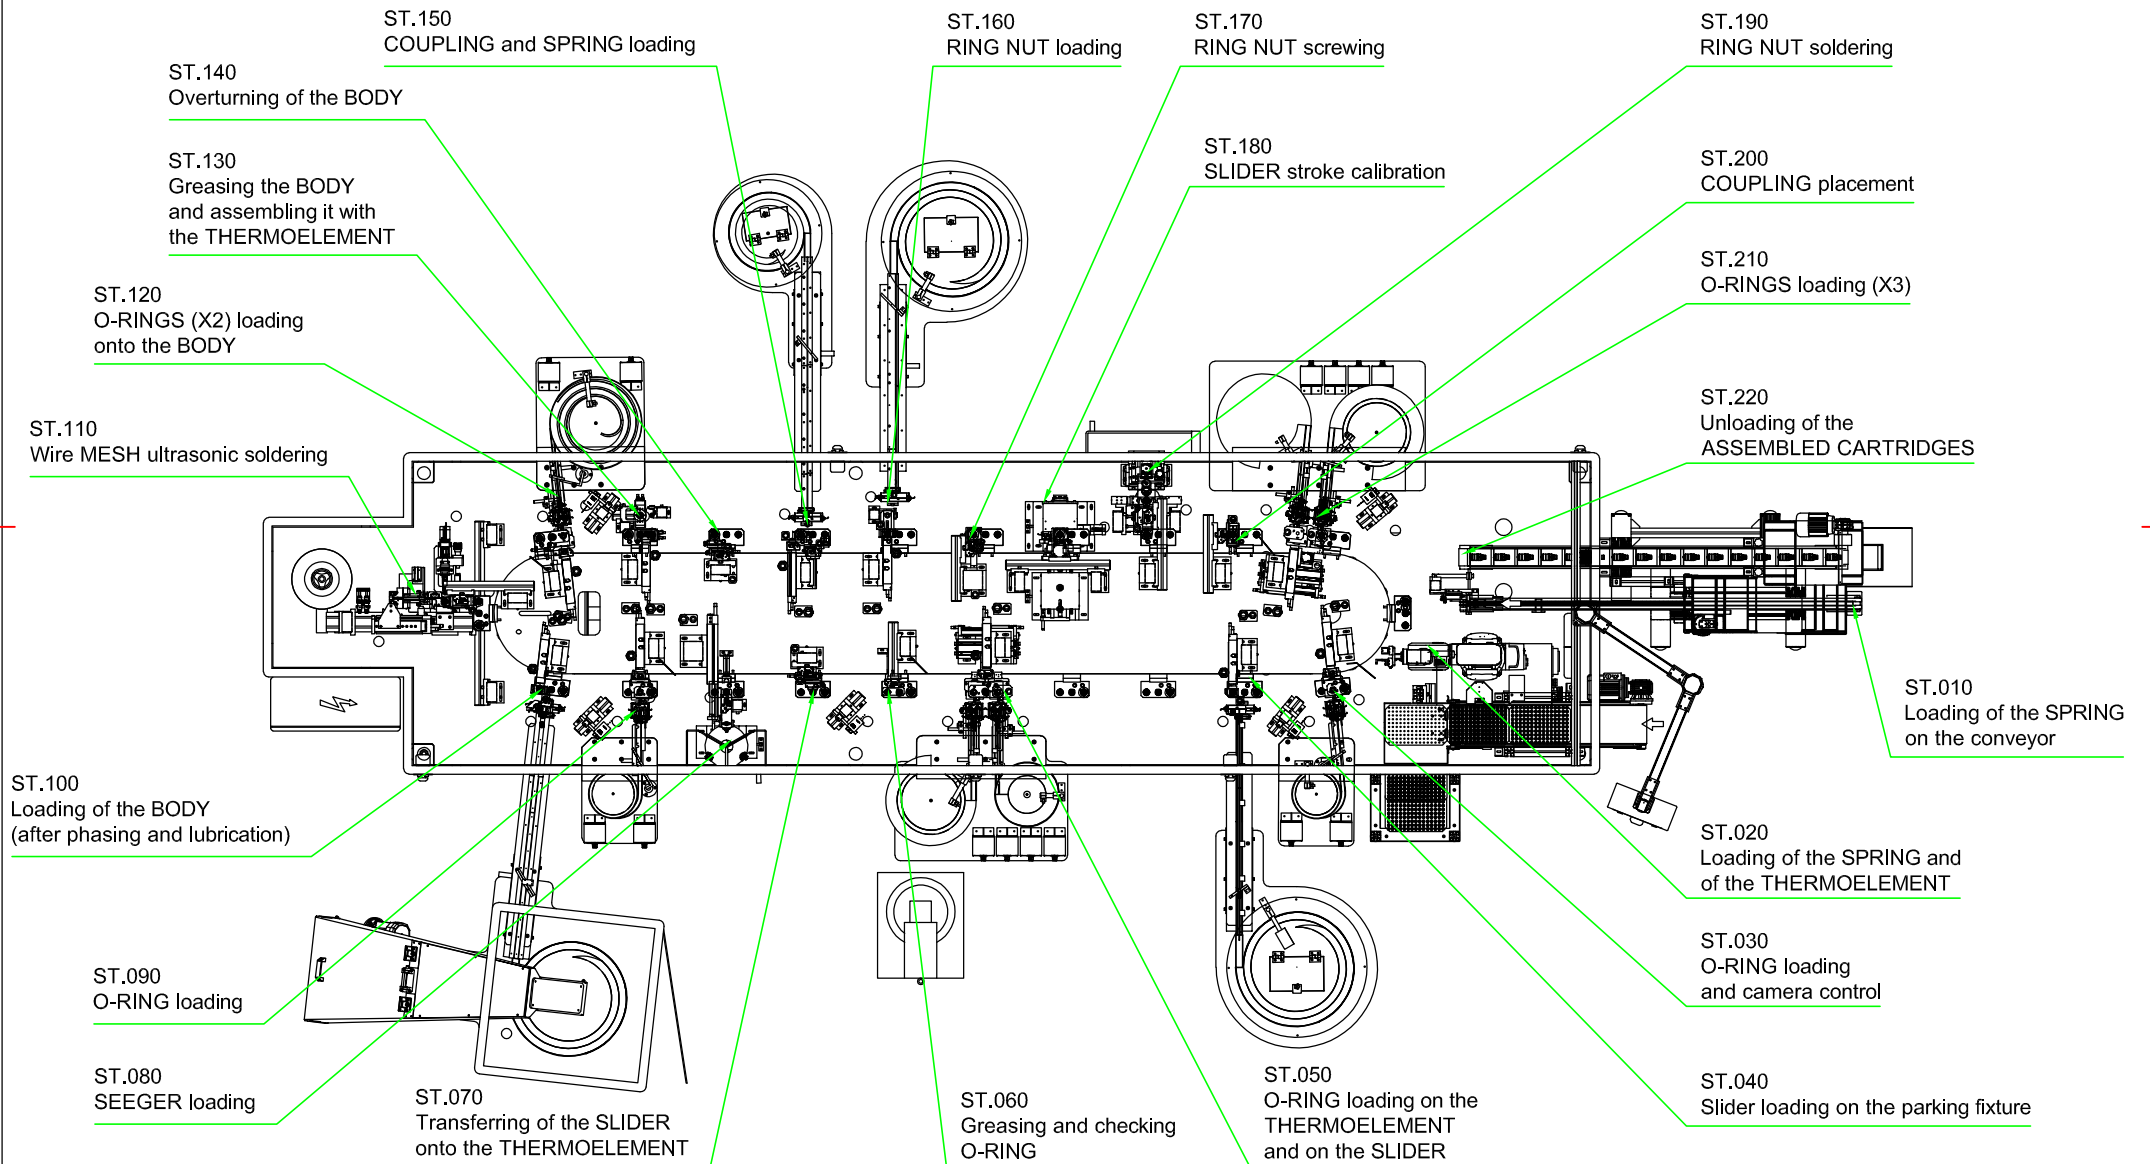 ST.150
COUPLING and SPRING loading
ST.160
RING NUT loading
ST.170
RING NUT screwing
ST.190
RING NUT soldering
ST.140
Overturning of the BODY
ST.130
Greasing the BODY
and assembling it with
the THERMOELEMENT
ST.180
SLIDER stroke calibration
ST.200
COUPLING placement
ST.210
O-RINGS loading (X3)
ST.120
O-RINGS (X2) loading
onto the BODY
ST.220
Unloading of the
ASSEMBLED CARTRIDGES
ST.110
Wire MESH ultrasonic soldering
ST.010
Loading of the SPRING
on the conveyor
ST.100
Loading of the BODY
(after phasing and lubrication)
ST.020
Loading of the SPRING and
of the THERMOELEMENT
ST.030
O-RING loading
and camera control
ST.090
O-RING loading
ST.080
SEEGER loading
ST.070
Transferring of the SLIDER
onto the THERMOELEMENT
ST.060
Greasing and checking
O-RING
ST.050
O-RING loading on the
THERMOELEMENT
and on the SLIDER
ST.040
Slider loading on the parking fixture